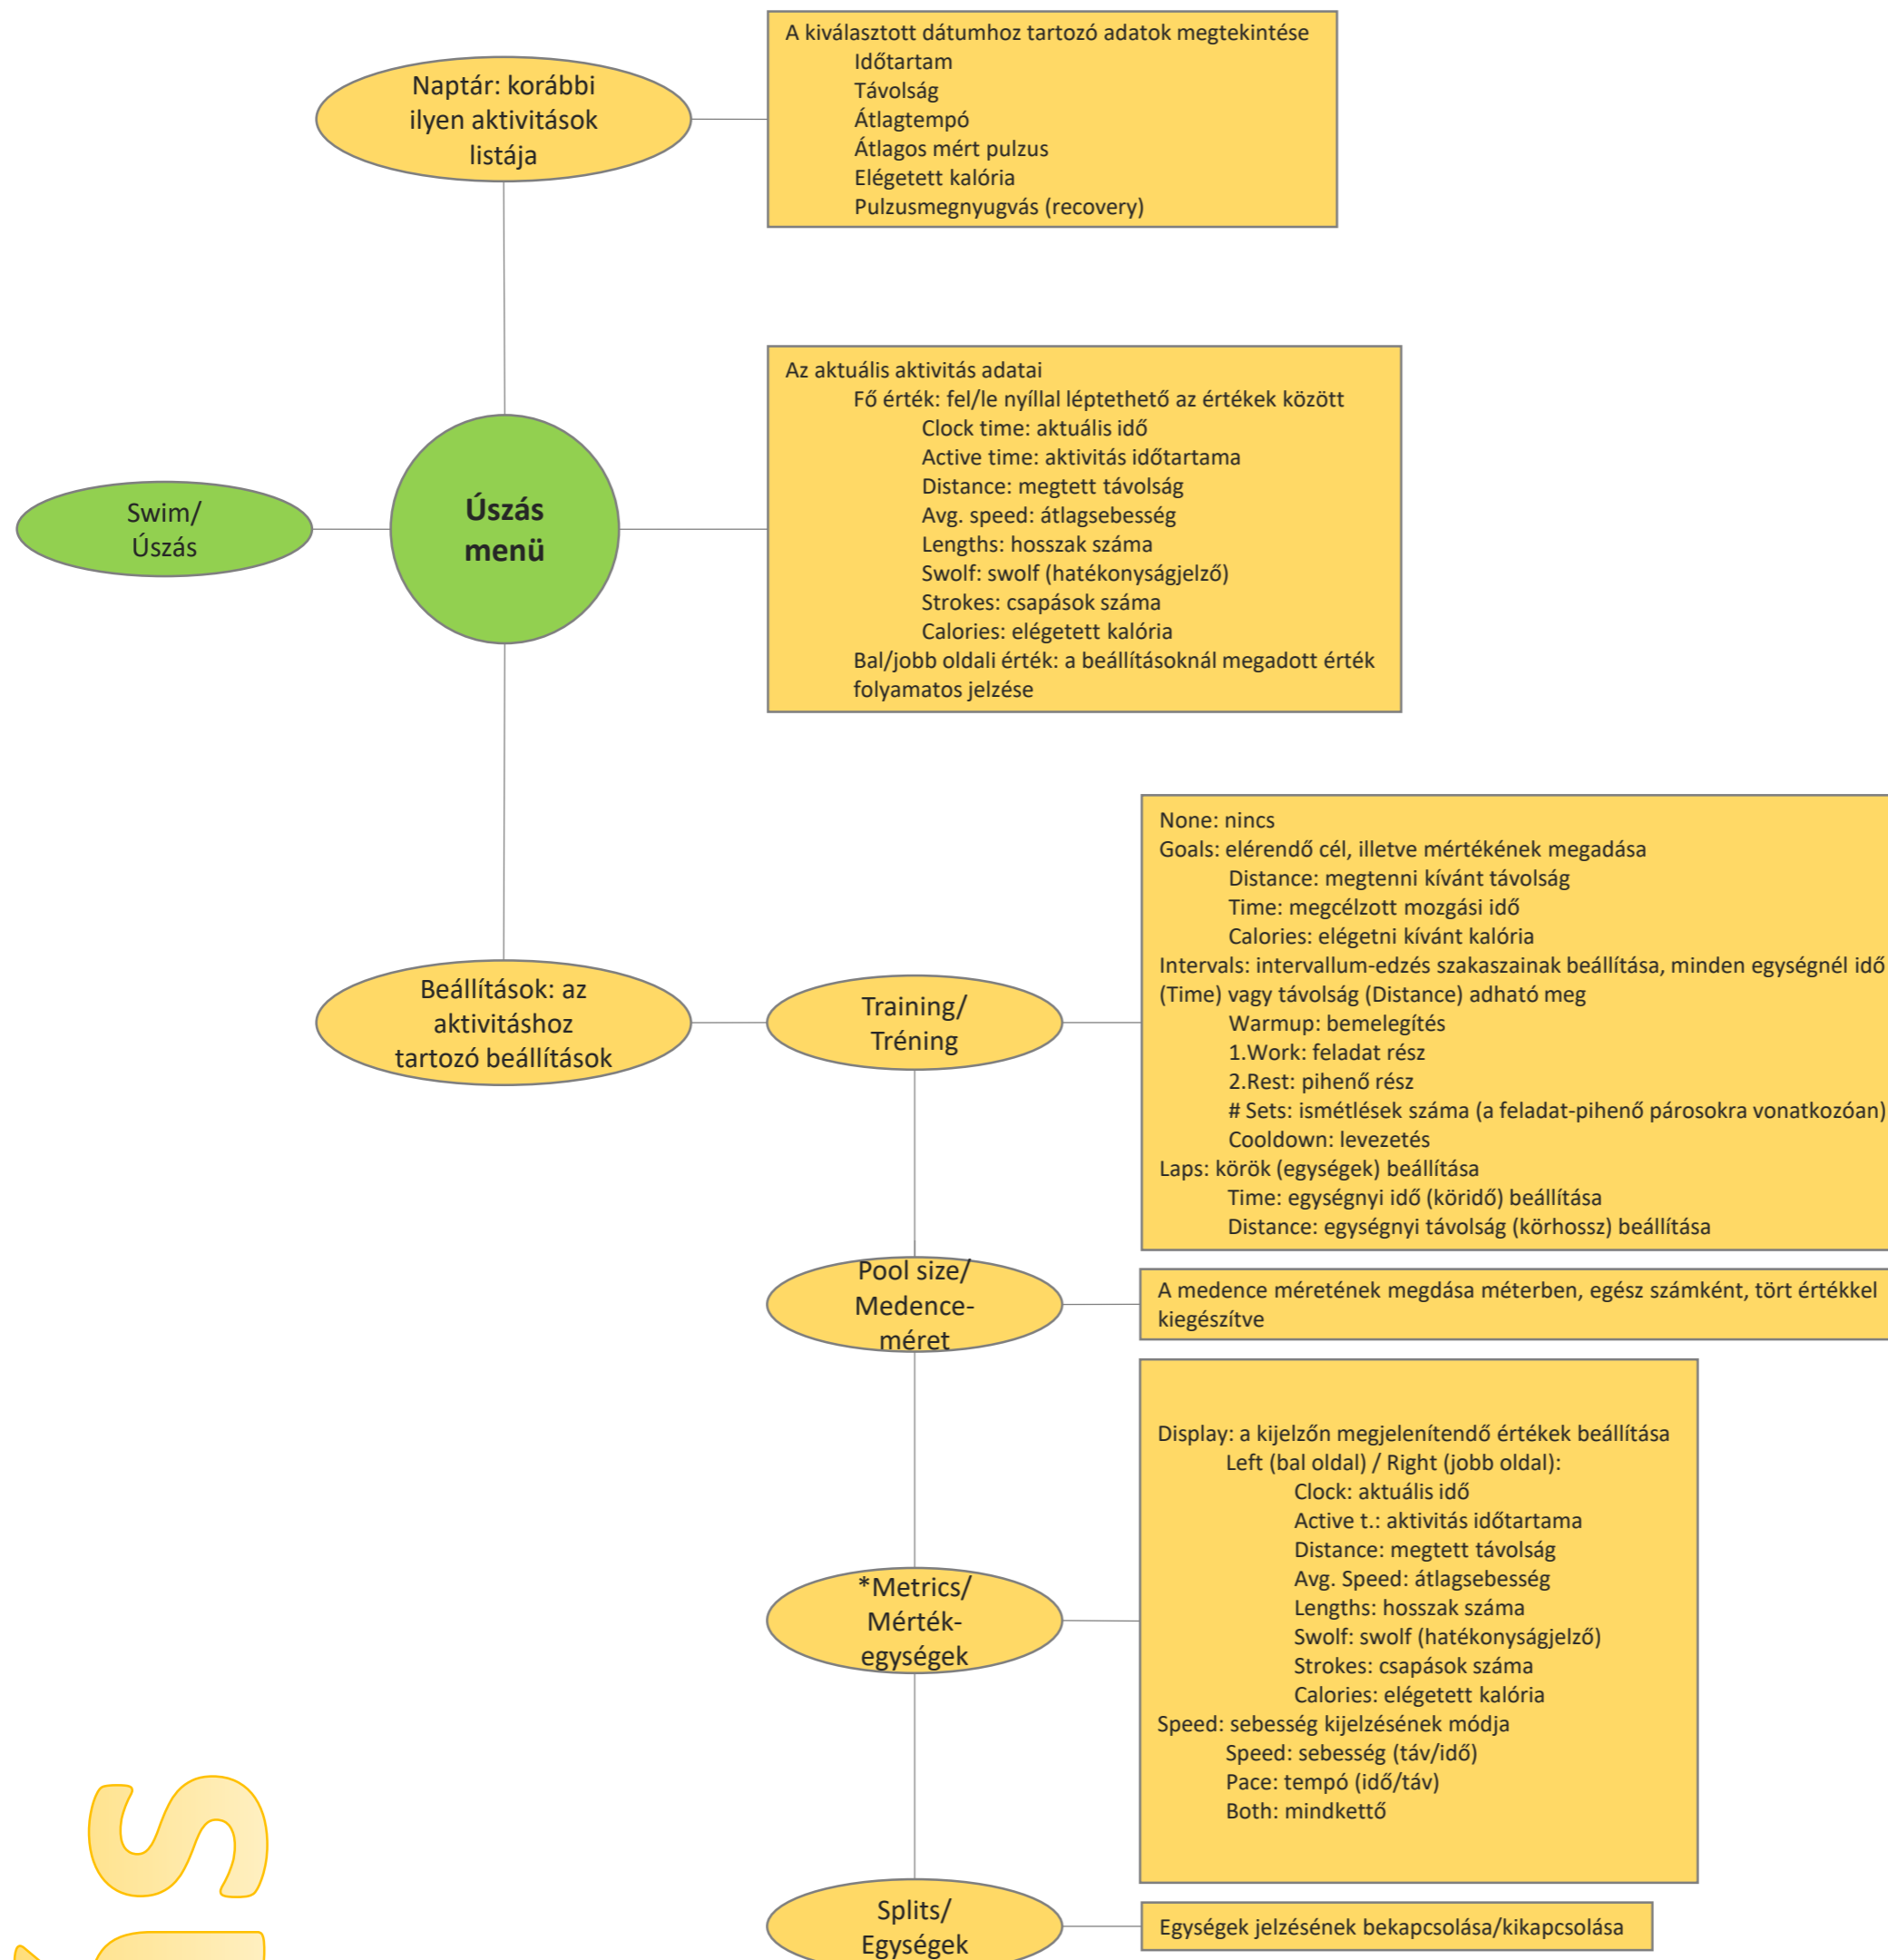 Naptár: korábbi
ilyen aktivitások
listája
A kiválasztott dátumhoz tartozó adatok megtekintése
Időtartam
Távolság
Átlagtempó
Átlagos mért pulzus
Elégetett kalória
Pulzusmegnyugvás (recovery)
Swim/
Úszás
Úszás
menü
Az aktuális aktivitás adatai
Fő érték: fel/le nyíllal léptethető az értékek között
Clock time: aktuális idő
Active time: aktivitás időtartama
Distance: megtett távolság
Avg. speed: átlagsebesség
Lengths: hosszak száma
Swolf: swolf (hatékonyságjelző)
Strokes: csapások száma
Calories: elégetett kalória
Bal/jobb oldali érték: a beállításoknál megadott érték
folyamatos jelzése
Beállítások: az
aktivitáshoz
tartozó beállítások
Training/
Tréning
None: nincs
Goals: elérendő cél, illetve mértékének megadása
Distance: megtenni kívánt távolság
Time: megcélzott mozgási idő
Calories: elégetni kívánt kalória
Intervals: intervallum-edzés szakaszainak beállítása, minden egységnél idő
(Time) vagy távolság (Distance) adható meg
Warmup: bemelegítés
1.Work: feladat rész
2.Rest: pihenő rész
# Sets: ismétlések száma (a feladat-pihenő párosokra vonatkozóan)
Cooldown: levezetés
Laps: körök (egységek) beállítása
Time: egységnyi idő (köridő) beállítása
Distance: egységnyi távolság (körhossz) beállítása
Pool size/
Medence-
méret
A medence méretének megdása méterben, egész számként, tört értékkel
kiegészítve
*Metrics/
Mérték-
egységek
Display: a kijelzőn megjelenítendő értékek beállítása
Left (bal oldal) / Right (jobb oldal):
Clock: aktuális idő
Active t.: aktivitás időtartama
Distance: megtett távolság
Avg. Speed: átlagsebesség
Lengths: hosszak száma
Swolf: swolf (hatékonyságjelző)
Strokes: csapások száma
Calories: elégetett kalória
Speed: sebesség kijelzésének módja
Speed: sebesség (táv/idő)
Pace: tempó (idő/táv)
Both: mindkettő
Splits/
Egységek
Egységek jelzésének bekapcsolása/kikapcsolása